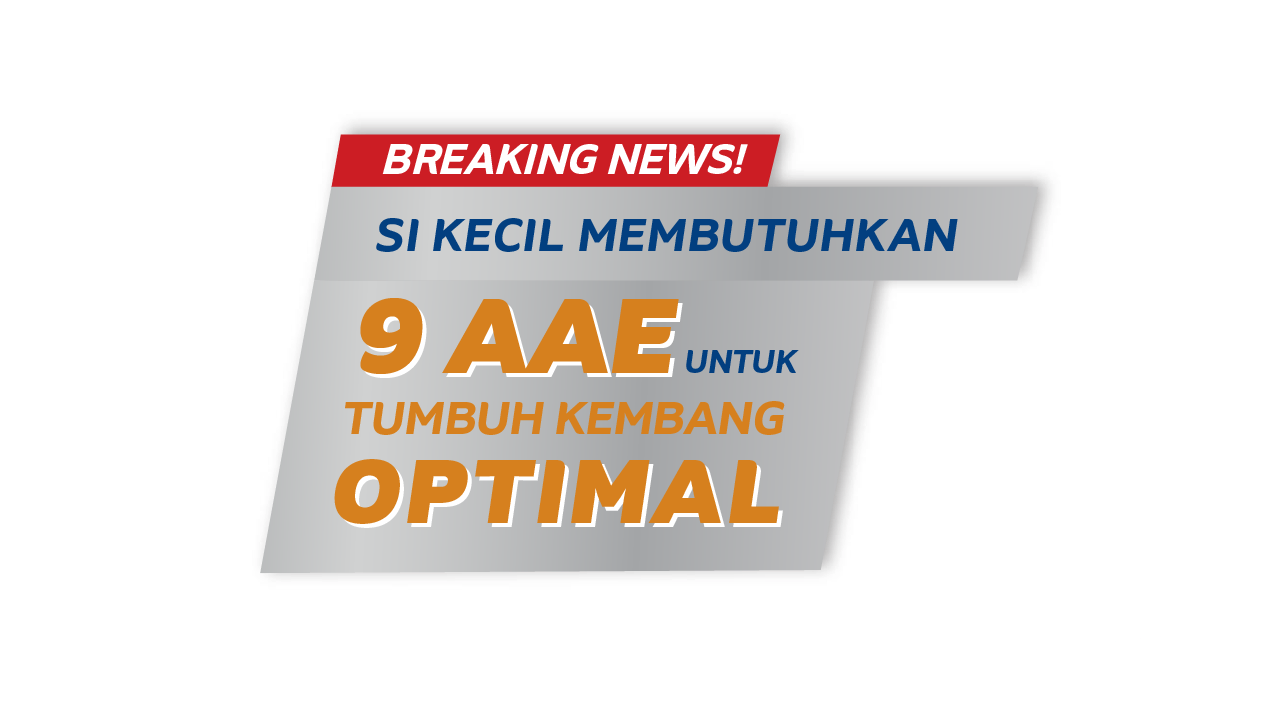 BREAKING NEWS!
SI KECIL MEMBUTUHKAN
9 AAE UNTUK
TUMBUH KEMBANG
OPTIMAL